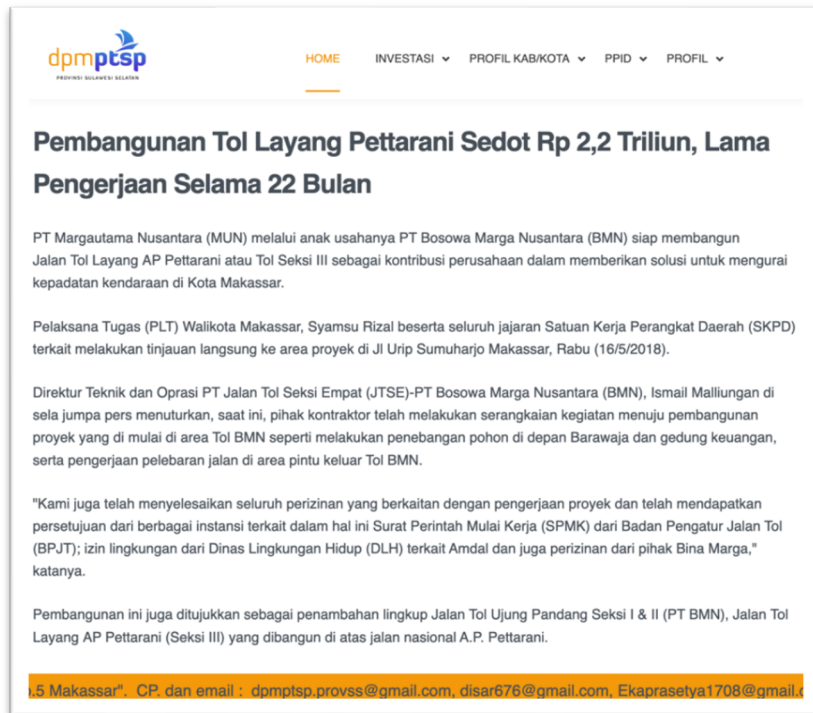 dpmptsp
PROVINSI SULAWESI SELATAN
HOME INVESTASI PROFIL KAB/KOTA PPID PROFIL
Pembangunan Tol Layang Pettarani Sedot Rp 2,2 Triliun, Lama
Pengerjaan Selama 22 Bulan
PT Margautama Nusantara (MUN) melalui anak usahanya PT Bosowa Marga Nusantara (BMN) siap membangun
Jalan Tol Layang AP Pettarani atau Tol Seksi III sebagai kontribusi perusahaan dalam memberikan solusi untuk mengurai
kepadatan kendaraan di Kota Makassar.
Pelaksana Tugas (PLT) Walikota Makassar, Syamsu Rizal beserta seluruh jajaran Satuan Kerja Perangkat Daerah (SKPD)
terkait melakukan tinjauan langsung ke area proyek di Jl Urip Sumuharjo Makassar, Rabu (16/5/2018).
Direktur Teknik dan Oprasi PT Jalan Tol Seksi Empat (JTSE)-PT Bosowa Marga Nusantara (BMN), Ismail Malliungan di
sela jumpa pers menuturkan, saat ini, pihak kontraktor telah melakukan serangkaian kegiatan menuju pembangunan
proyek yang di mulai di area Tol BMN seperti melakukan penebangan pohon di depan Barawaja dan gedung keuangan,
serta pengerjaan pelebaran jalan di area pintu keluar Tol BMN.
"Kami juga telah menyelesaikan seluruh perizinan yang berkaitan dengan pengerjaan proyek dan telah mendapatkan
persetujuan dari berbagai instansi terkait dalam hal ini Surat Perintah Mulai Kerja (SPMK) dari Badan Pengatur Jalan Tol
(BPJT); izin lingkungan dari Dinas Lingkungan Hidup (DLH) terkait Amdal dan juga perizinan dari pihak Bina Marga,"
katanya.
Pembangunan ini juga ditujukkan sebagai penambahan lingkup Jalan Tol Ujung Pandang Seksi I & II (PT BMN), Jalan Tol
Layang AP Pettarani (Seksi III) yang dibangun di atas jalan nasional A.P. Pettarani.
.5 Makassar". CP. dan email : dpmptsp.provss@gmail.com, disar676@gmail.com, Ekaprasetya1708@gmail.